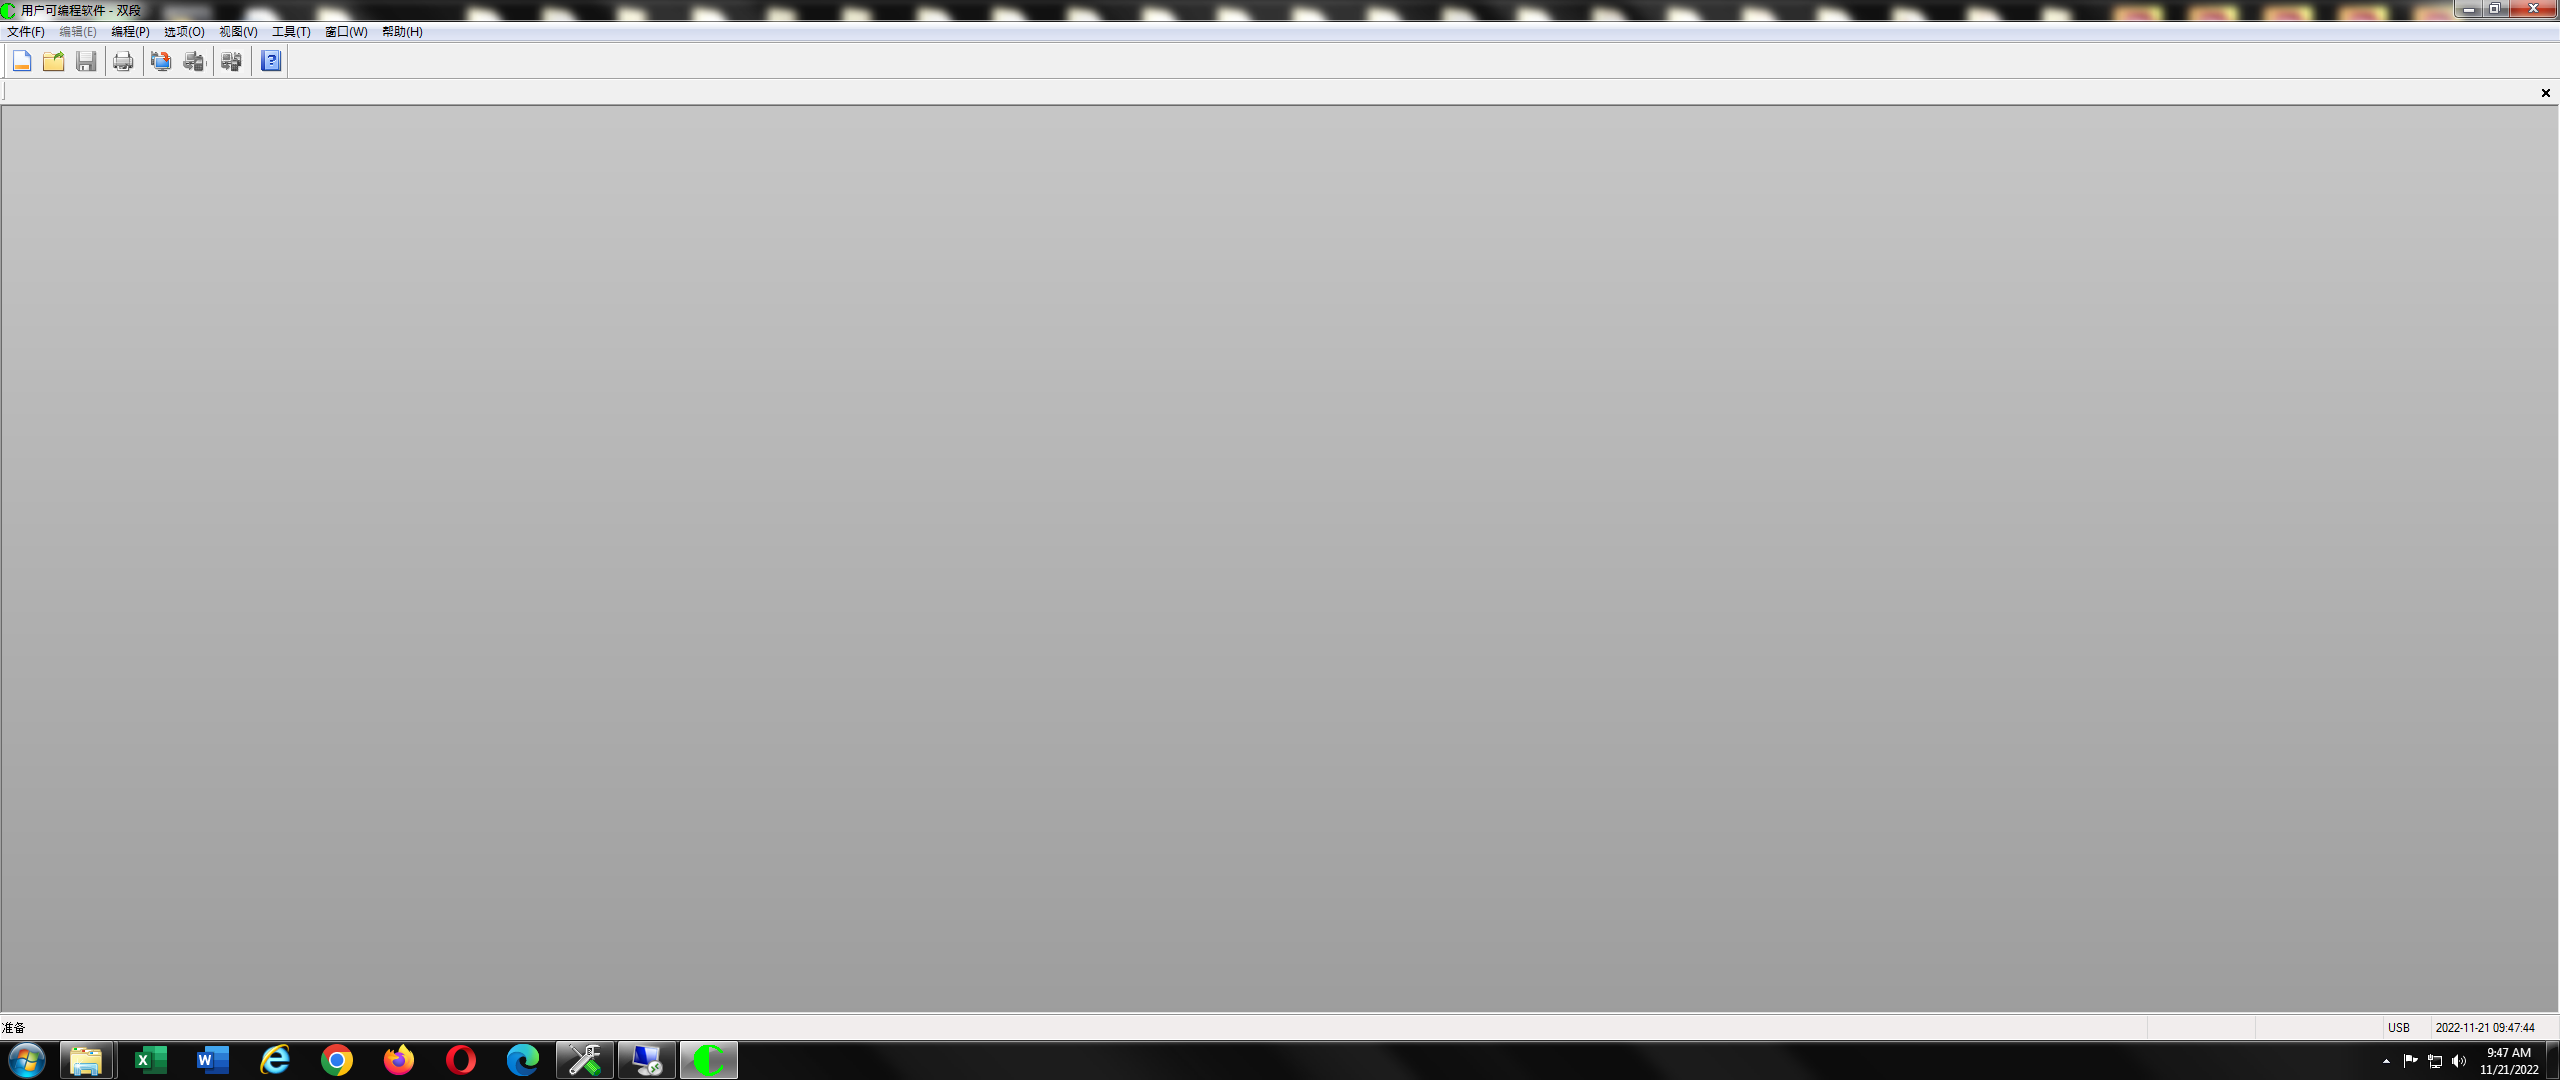 用户可编程软件 - 双段
文件(F) 编辑(E) 编程(P) 选项(O) 视图(V) 工具(T) 窗口(W) 帮助(H)
准备 USB 2022-11-21 09:47:44
9:47 AM
11/21/2022